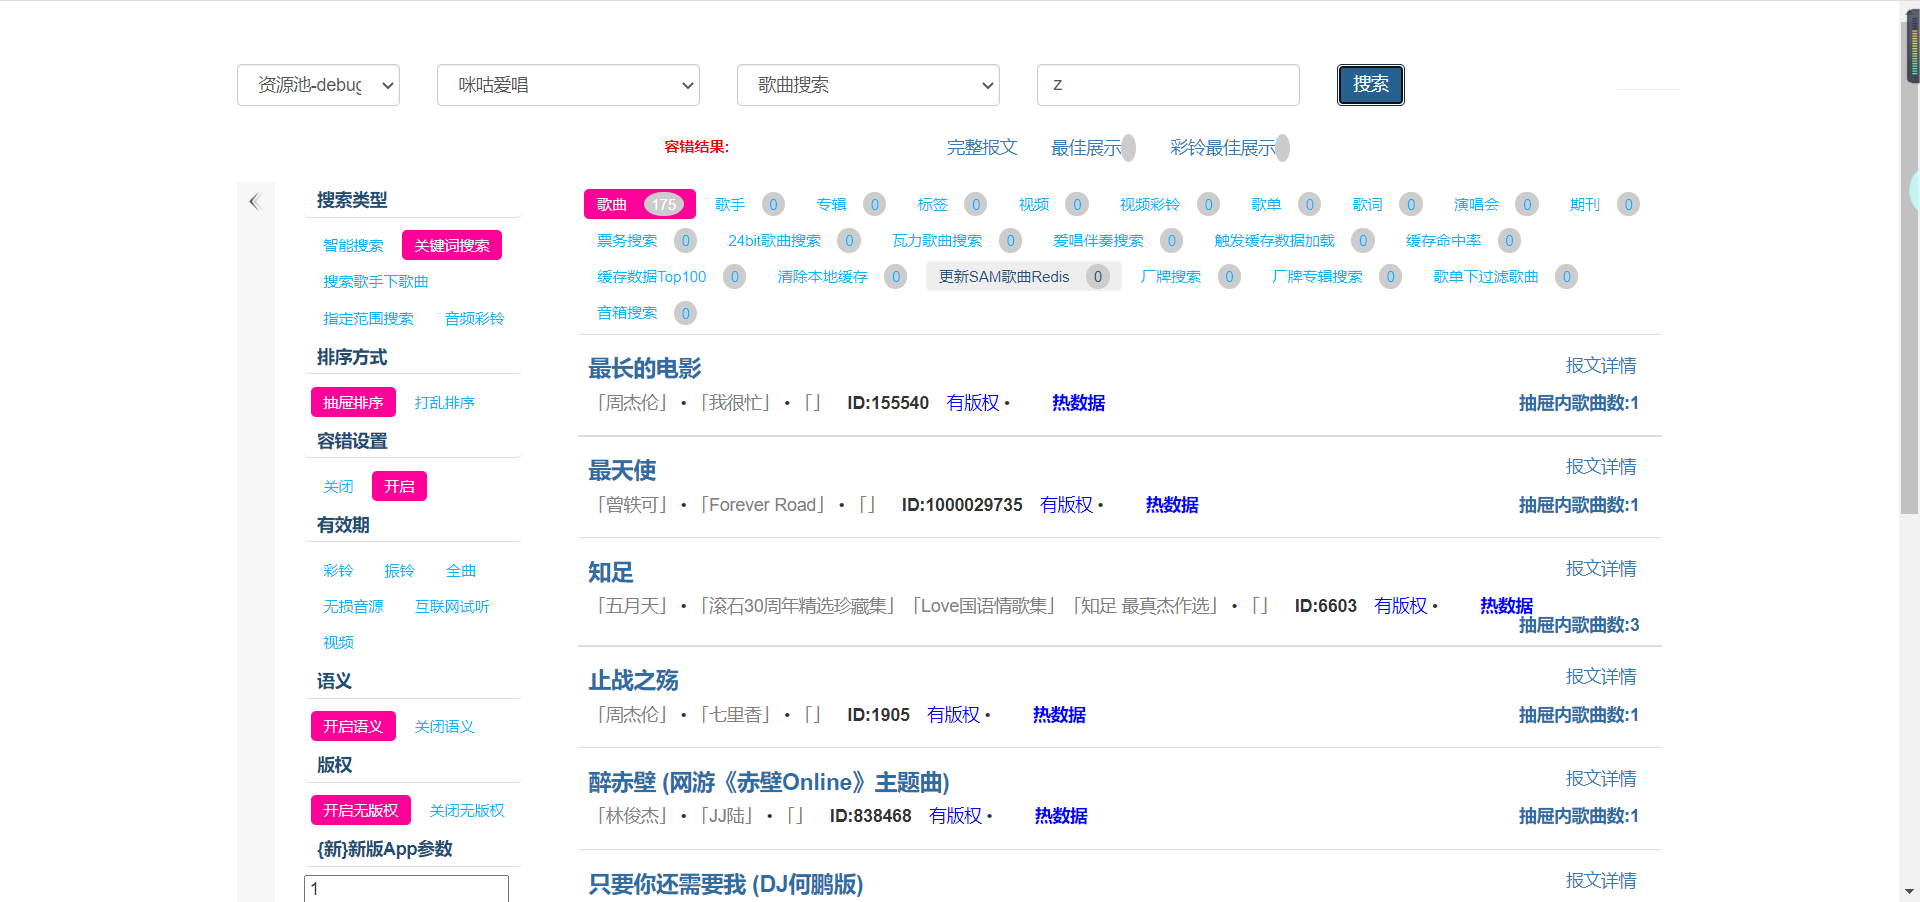 资源池-debug 咪咕爱唱 歌曲搜索 z 搜索
容错结果: 完整报文 最佳展示 彩铃最佳展示
搜索类型
智能搜索 关键词搜索
搜索歌手下歌曲
指定范围搜索 音频彩铃
排序方式
抽屉排序 打乱排序
容错设置
关闭 开启
有效期
彩铃 振铃 全曲
无损音源 互联网试听
视频
语义
开启语义 关闭语义
版权
开启无版权 关闭无版权
{新}新版App参数
1
歌曲 175 歌手 0 专辑 0 标签 0 视频 0 视频彩铃 0 歌单 0 歌词 0 演唱会 0 期刊 0
票务搜索 0 24bit歌曲搜索 0 瓦力歌曲搜索 0 爱唱伴奏搜索 0 触发缓存数据加载 0 缓存命中率 0
缓存数据Top100 0 清除本地缓存 0 更新SAM歌曲Redis 0 厂牌搜索 0 厂牌专辑搜索 0 歌单下过滤歌曲 0
音箱搜索 0
最长的电影 报文详情
「周杰伦」 • 「我很忙」 • 「」 ID:155540 有版权 • 热数据 抽屉内歌曲数:1
最天使 报文详情
「曾轶可」 • 「Forever Road」 • 「」 ID:1000029735 有版权 • 热数据 抽屉内歌曲数:1
知足 报文详情
「五月天」 • 「滚石30周年精选珍藏集」「Love国语情歌集」「知足 最真杰作选」 • 「」 ID:6603 有版权 • 热数据
抽屉内歌曲数:3
止战之殇 报文详情
「周杰伦」 • 「七里香」 • 「」 ID:1905 有版权 • 热数据 抽屉内歌曲数:1
醉赤壁 (网游《赤壁Online》主题曲) 报文详情
「林俊杰」 • 「JJ陆」 • 「」 ID:838468 有版权 • 热数据 抽屉内歌曲数:1
只要你还需要我 (DJ何鹏版) 报文详情